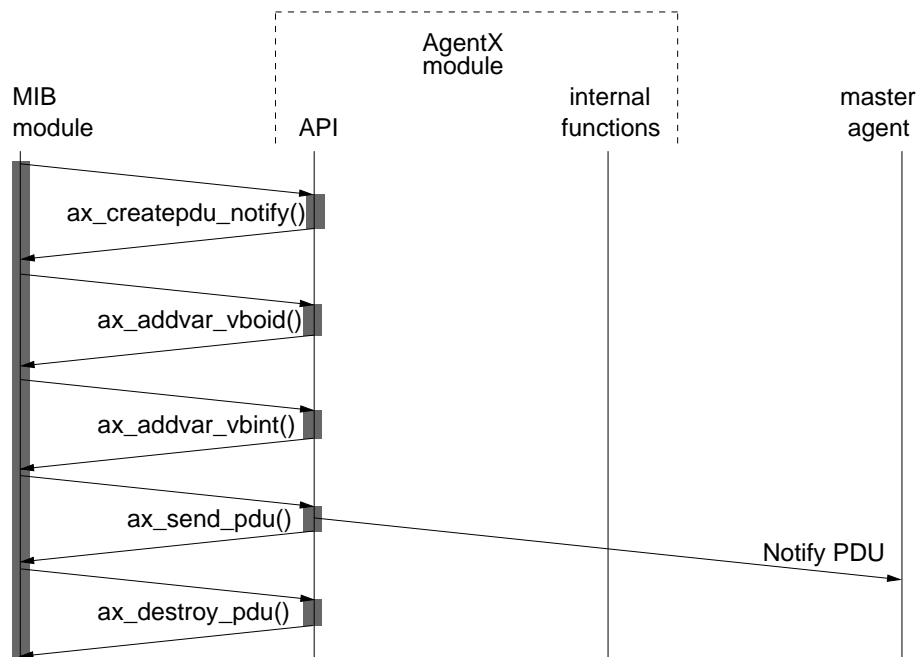 AgentX
module
MIB
module
API
internal
functions
master
agent
ax_createpdu_notify()
ax_addvar_vboid()
ax_addvar_vbint()
ax_send_pdu()
Notify PDU
ax_destroy_pdu()